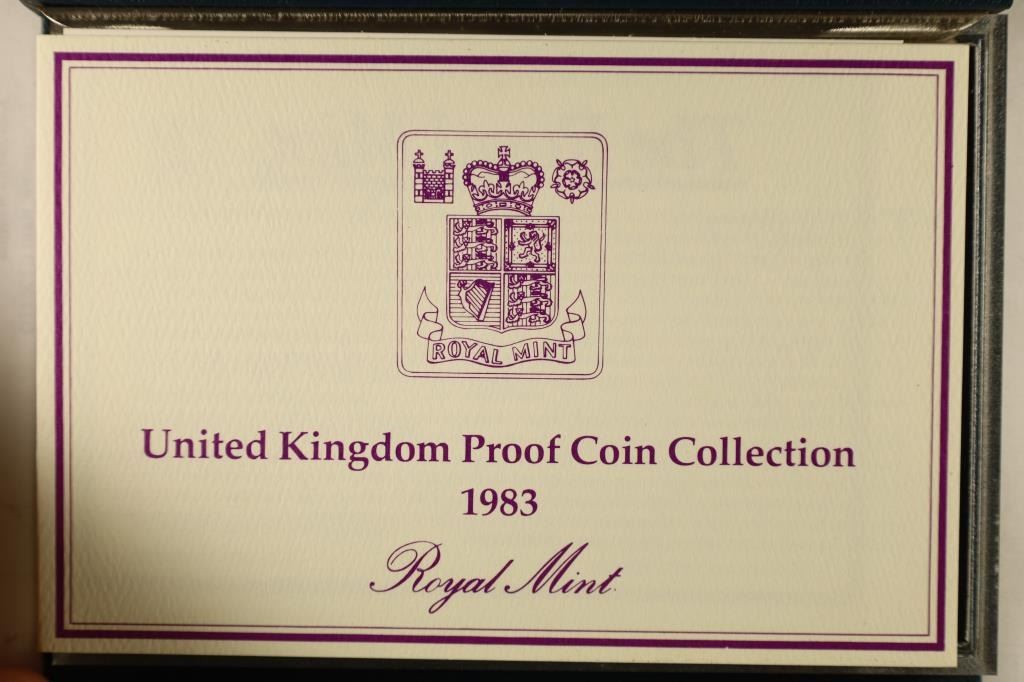 ROYAL MINT
United Kingdom Proof Coin Collection
1983
Royal Mint